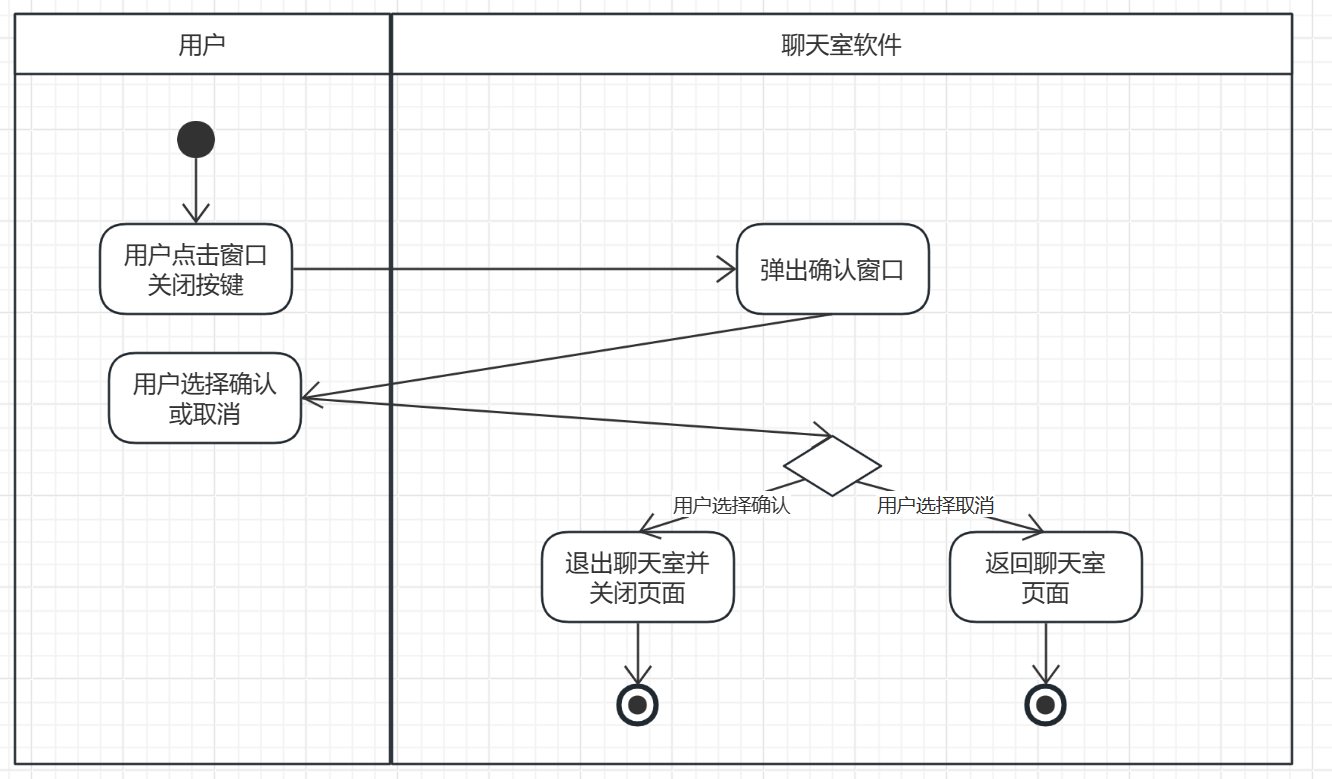 用户
聊天室软件
用户点击窗口
关闭按键
弹出确认窗口
用户选择确认
或取消
用户选择确认
用户选择取消
退出聊天室并
关闭页面
返回聊天室
页面